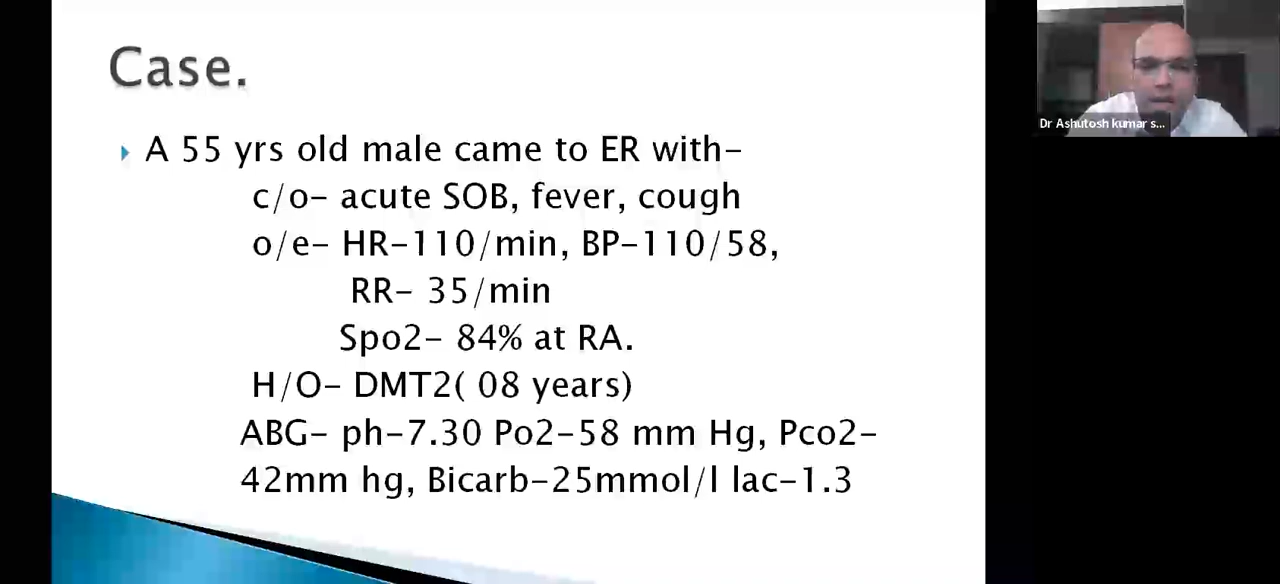 Case.
A 55 yrs old male came to ER with-
c/o- acute SOB, fever, cough
o/e- HR-110/min, BP-110/58,
RR- 35/min
Spo2- 84% at RA.
H/O- DMT2( 08 years)
ABG- ph-7.30 Po2-58 mm Hg, Pco2-
42mm hg, Bicarb-25mmol/l lac-1.3
Dr Ashutosh kumar s...